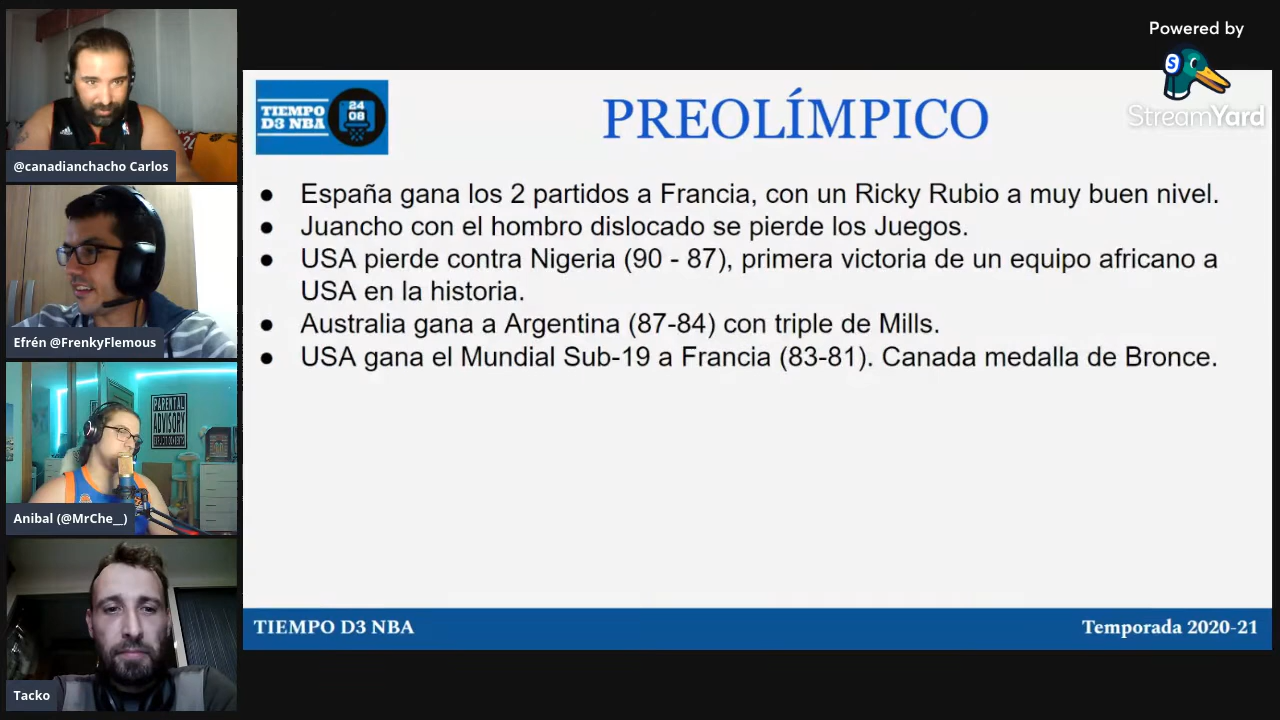 @canadianchacho Carlos
Efrén @FrenkyFlemous
PARENTAL
ADVISORY
Anibal (@MrChe__)
Tacko
Powered by
S
StreamYard
TIEMPO
D3 NBA
24
08
PREOLÍMPICO
● España gana los 2 partidos a Francia, con un Ricky Rubio a muy buen nivel.
● Juancho con el hombro dislocado se pierde los Juegos.
● USA pierde contra Nigeria (90 - 87), primera victoria de un equipo africano a
USA en la historia.
● Australia gana a Argentina (87-84) con triple de Mills.
● USA gana el Mundial Sub-19 a Francia (83-81). Canada medalla de Bronce.
TIEMPO D3 NBA
Temporada 2020-21